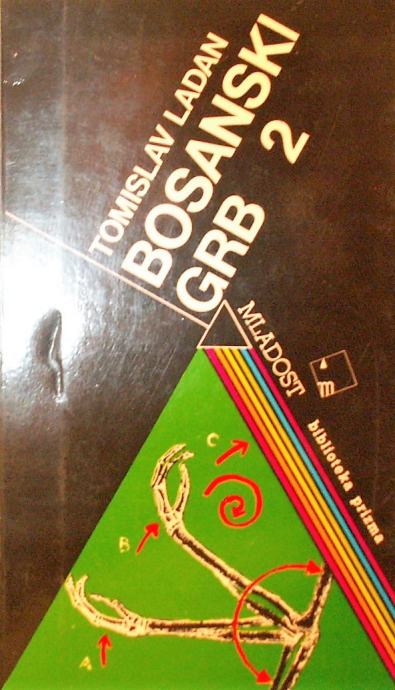 TOMISLAV LADAN
BOSANSKI
GRB 2
MLADOST
m
biblioteka prizma
C
B
A